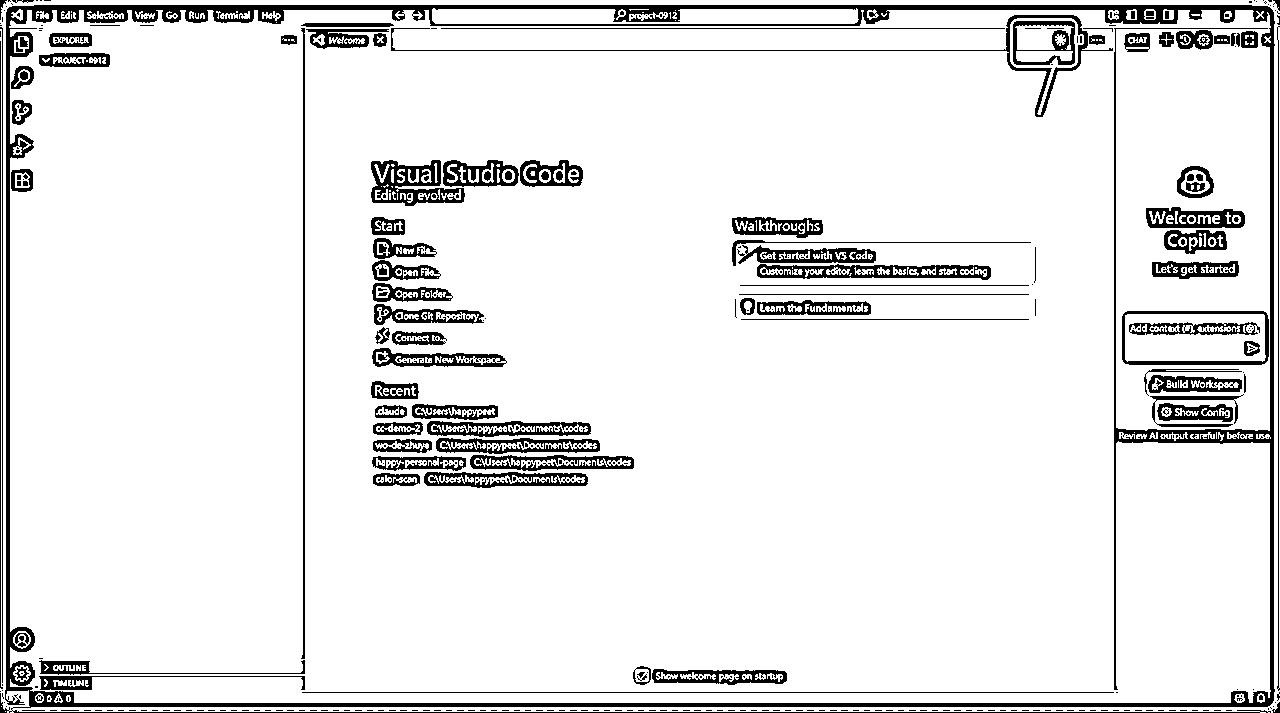 File Edit Selection View Go Run Terminal Help
project-0912
EXPLORER
PROJECT-0912
Welcome
CHAT
Visual Studio Code
Editing evolved
Start
New File...
Open File...
Open Folder...
Clone Git Repository...
Connect to...
Generate New Workspace...
Recent
.claude C:\Users\happypeet
cc-demo-2 C:\Users\happypeet\Documents\codes
wo-de-zhuye C:\Users\happypeet\Documents\codes
happy-personal-page C:\Users\happypeet\Documents\codes
calor-scan C:\Users\happypeet\Documents\codes
Walkthroughs
Get started with VS Code
Customize your editor, learn the basics, and start coding
Learn the Fundamentals
Welcome to
Copilot
Let's get started
Add context (#), extensions (@),
Build Workspace
Show Config
Review AI output carefully before use.
Show welcome page on startup
OUTLINE
TIMELINE
0 0